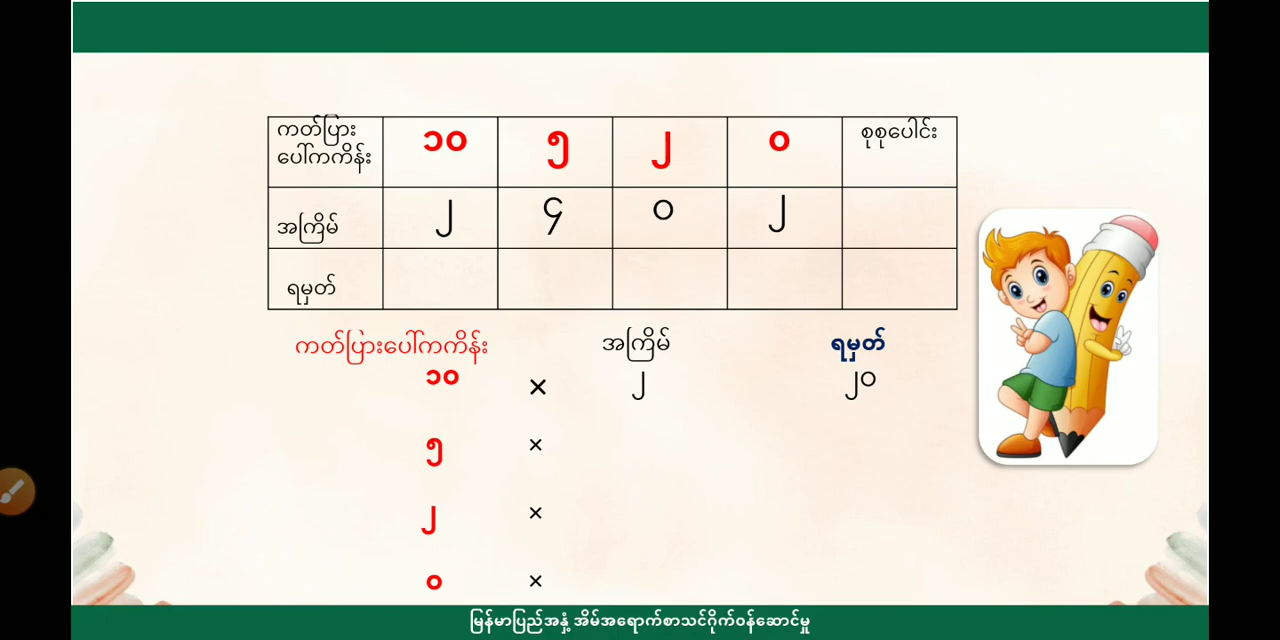 ကတ်ပြား ပေါ်ကကိန်း ၁၀ ၅ ၂ ၀ စုစုပေါင်း
အကြိမ် ၂ ၄ ၀ ၂
ရမှတ်
ကတ်ပြားပေါ်ကကိန်း အကြိမ် ရမှတ်
၁၀ × ၂ ၂၀
၅ ×
၂ ×
၀ ×
မြန်မာပြည်အနှံ့ အိမ်အရောက်စာသင်ဝိုက်ဝန်ဆောင်မှု